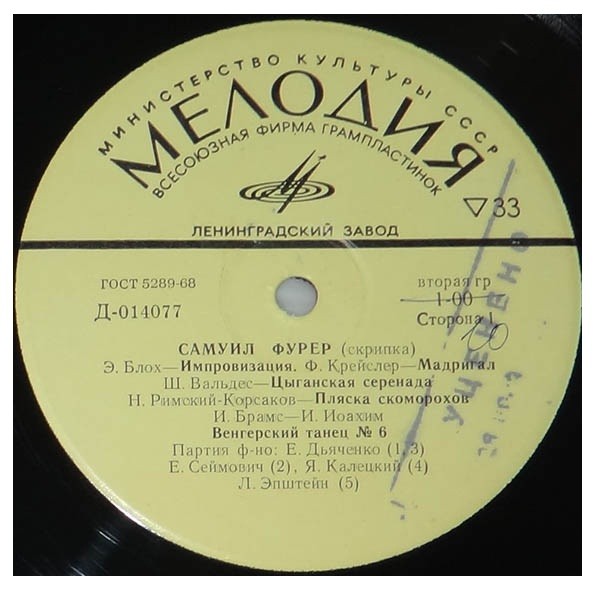 МИНИСТЕРСТВО КУЛЬТУРЫ СССР
МЕЛОДИЯ
ВСЕСОЮЗНАЯ ФИРМА ГРАМПЛАСТИНОК
▽33
ЛЕНИНГРАДСКИЙ ЗАВОД
ГОСТ 5289-68
вторая гр
Д-014077
1-00
Сторона 1
САМУИЛ ФУРЕР (скрипка)
Э. Блох—Импровизация. Ф. Крейслер—Мадригал
Ш. Вальдес—Цыганская серенада
Н. Римский-Корсаков—Пляска скоморохов
И. Брамс—И. Иоахим
Венгерский танец № 6
Партия ф-но: Е. Дьяченко (1, 3)
Е. Сеймович (2), Я. Калецкий (4)
Л. Эпштейн (5)
УЦЕНЕНО